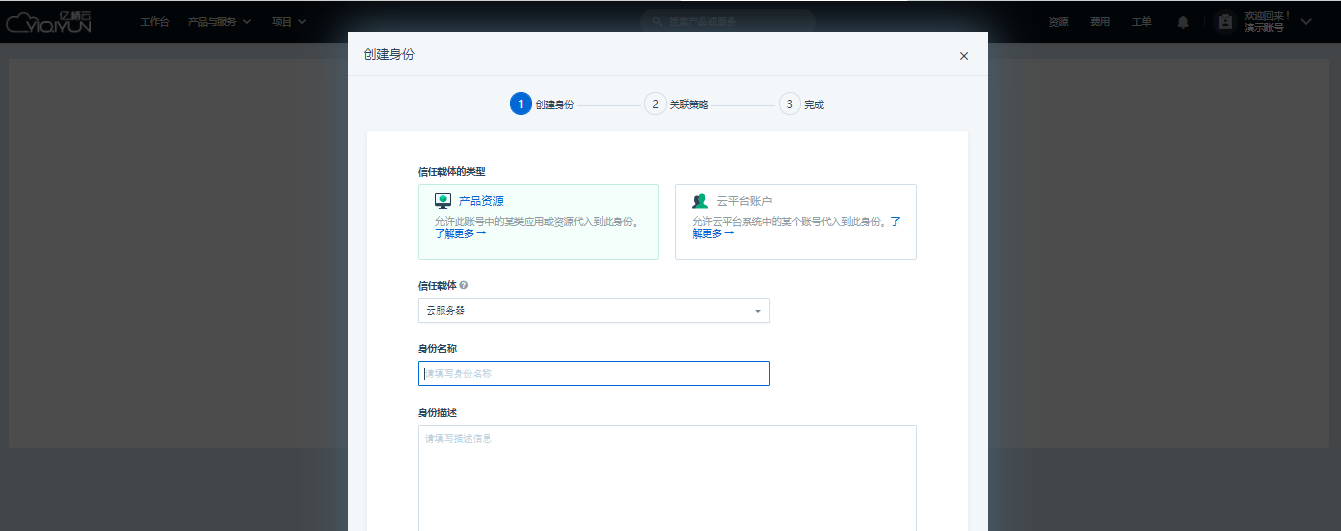 亿栖云
YIQIYUN
工作台 产品与服务 项目 搜索产品或服务 资源 费用 工单 欢迎回来！
演示账号
创建身份 ×
1 创建身份 2 关联策略 3 完成
信任载体的类型
产品资源
允许此账号中的某类应用或资源代入到此身份。
了解更多 →
云平台账户
允许云平台系统中的某个账号代入到此身份。了
解更多 →
信任载体
云服务器
身份名称
请填写身份名称
身份描述
请填写描述信息